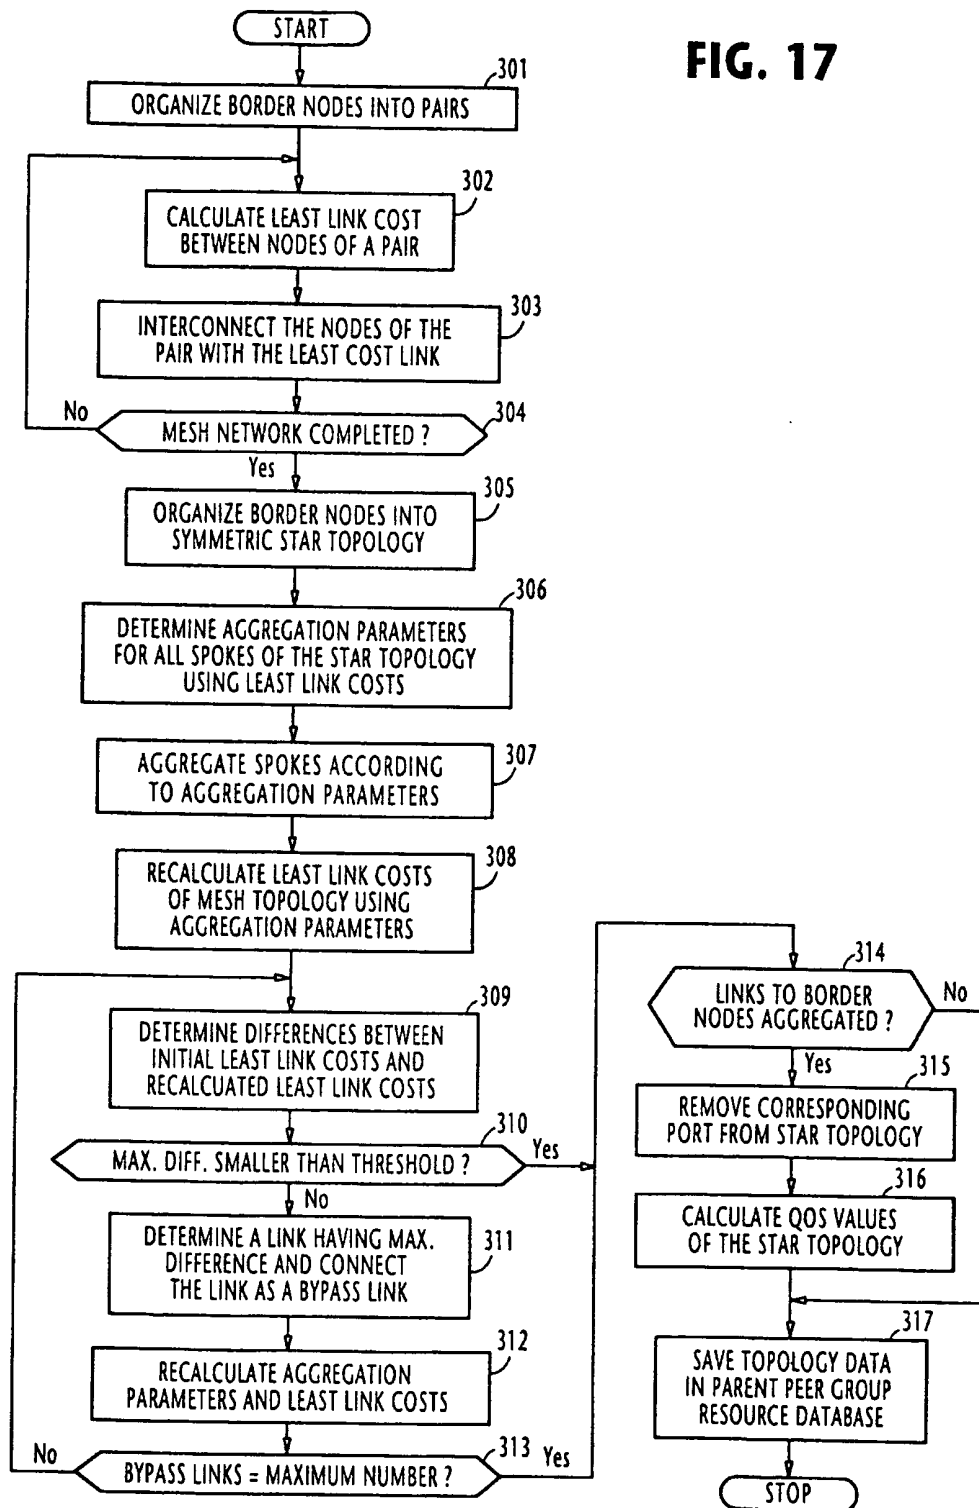 START
FIG. 17
301
ORGANIZE BORDER NODES INTO PAIRS
302
CALCULATE LEAST LINK COST
BETWEEN NODES OF A PAIR
303
INTERCONNECT THE NODES OF THE
PAIR WITH THE LEAST COST LINK
No
304
MESH NETWORK COMPLETED ?
Yes
305
ORGANIZE BORDER NODES INTO
SYMMETRIC STAR TOPOLOGY
306
DETERMINE AGGREGATION PARAMETERS
FOR ALL SPOKES OF THE STAR TOPOLOGY
USING LEAST LINK COSTS
307
AGGREGATE SPOKES ACCORDING
TO AGGREGATION PARAMETERS
308
RECALCULATE LEAST LINK COSTS
OF MESH TOPOLOGY USING
AGGREGATION PARAMETERS
309
DETERMINE DIFFERENCES BETWEEN
INITIAL LEAST LINK COSTS AND
RECALCUATED LEAST LINK COSTS
310
MAX. DIFF. SMALLER THAN THRESHOLD ?
Yes
No
311
DETERMINE A LINK HAVING MAX.
DIFFERENCE AND CONNECT
THE LINK AS A BYPASS LINK
312
RECALCULATE AGGREGATION
PARAMETERS AND LEAST LINK COSTS
No
313
BYPASS LINKS = MAXIMUM NUMBER ?
Yes
314
LINKS TO BORDER
NODES AGGREGATED ?
No
Yes
315
REMOVE CORRESPONDING
PORT FROM STAR TOPOLOGY
316
CALCULATE QOS VALUES
OF THE STAR TOPOLOGY
317
SAVE TOPOLOGY DATA
IN PARENT PEER GROUP
RESOURCE DATABASE
STOP